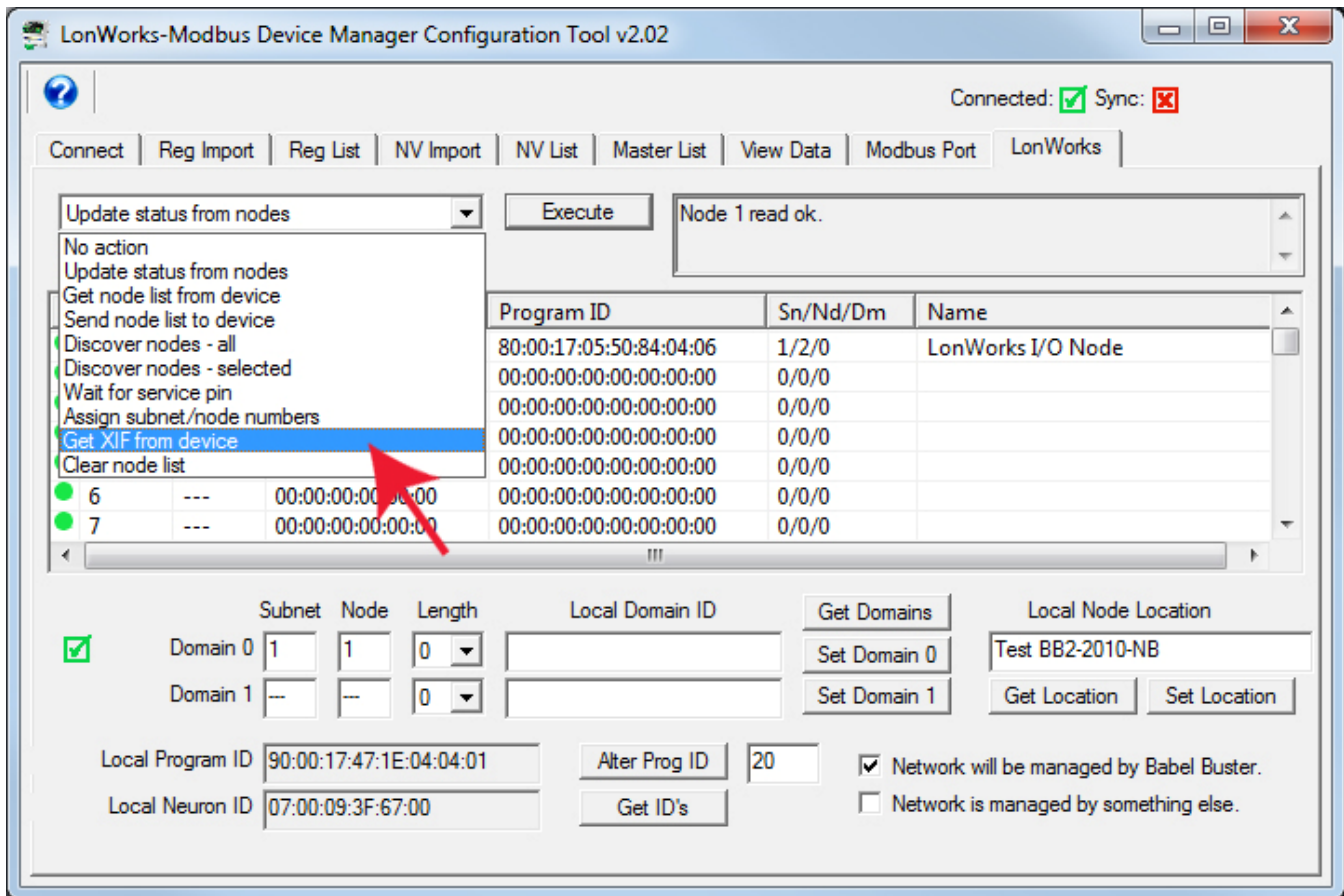 LonWorks-Modbus Device Manager Configuration Tool v2.02
Connected: Sync:
Connect Reg Import Reg List NV Import NV List Master List View Data Modbus Port LonWorks
Update status from nodes Execute Node 1 read ok.
No action
Update status from nodes
Get node list from device
Send node list to device
Discover nodes - all
Discover nodes - selected
Wait for service pin
Assign subnet/node numbers
Get XIF from device
Clear node list
Program ID Sn/Nd/Dm Name
80:00:17:05:50:84:04:06 1/2/0 LonWorks I/O Node
00:00:00:00:00:00:00:00 0/0/0
00:00:00:00:00:00:00:00 0/0/0
00:00:00:00:00:00:00:00 0/0/0
00:00:00:00:00:00:00:00 0/0/0
6 --- 00:00:00:00:00:00 00:00:00:00:00:00:00:00 0/0/0
7 --- 00:00:00:00:00:00 00:00:00:00:00:00:00:00 0/0/0
Subnet Node Length Local Domain ID Get Domains Local Node Location
Domain 0 1 1 0 Set Domain 0 Test BB2-2010-NB
Domain 1 --- --- 0 Set Domain 1 Get Location Set Location
Local Program ID 90:00:17:47:1E:04:04:01 Alter Prog ID 20 Network will be managed by Babel Buster.
Local Neuron ID 07:00:09:3F:67:00 Get ID's Network is managed by something else.